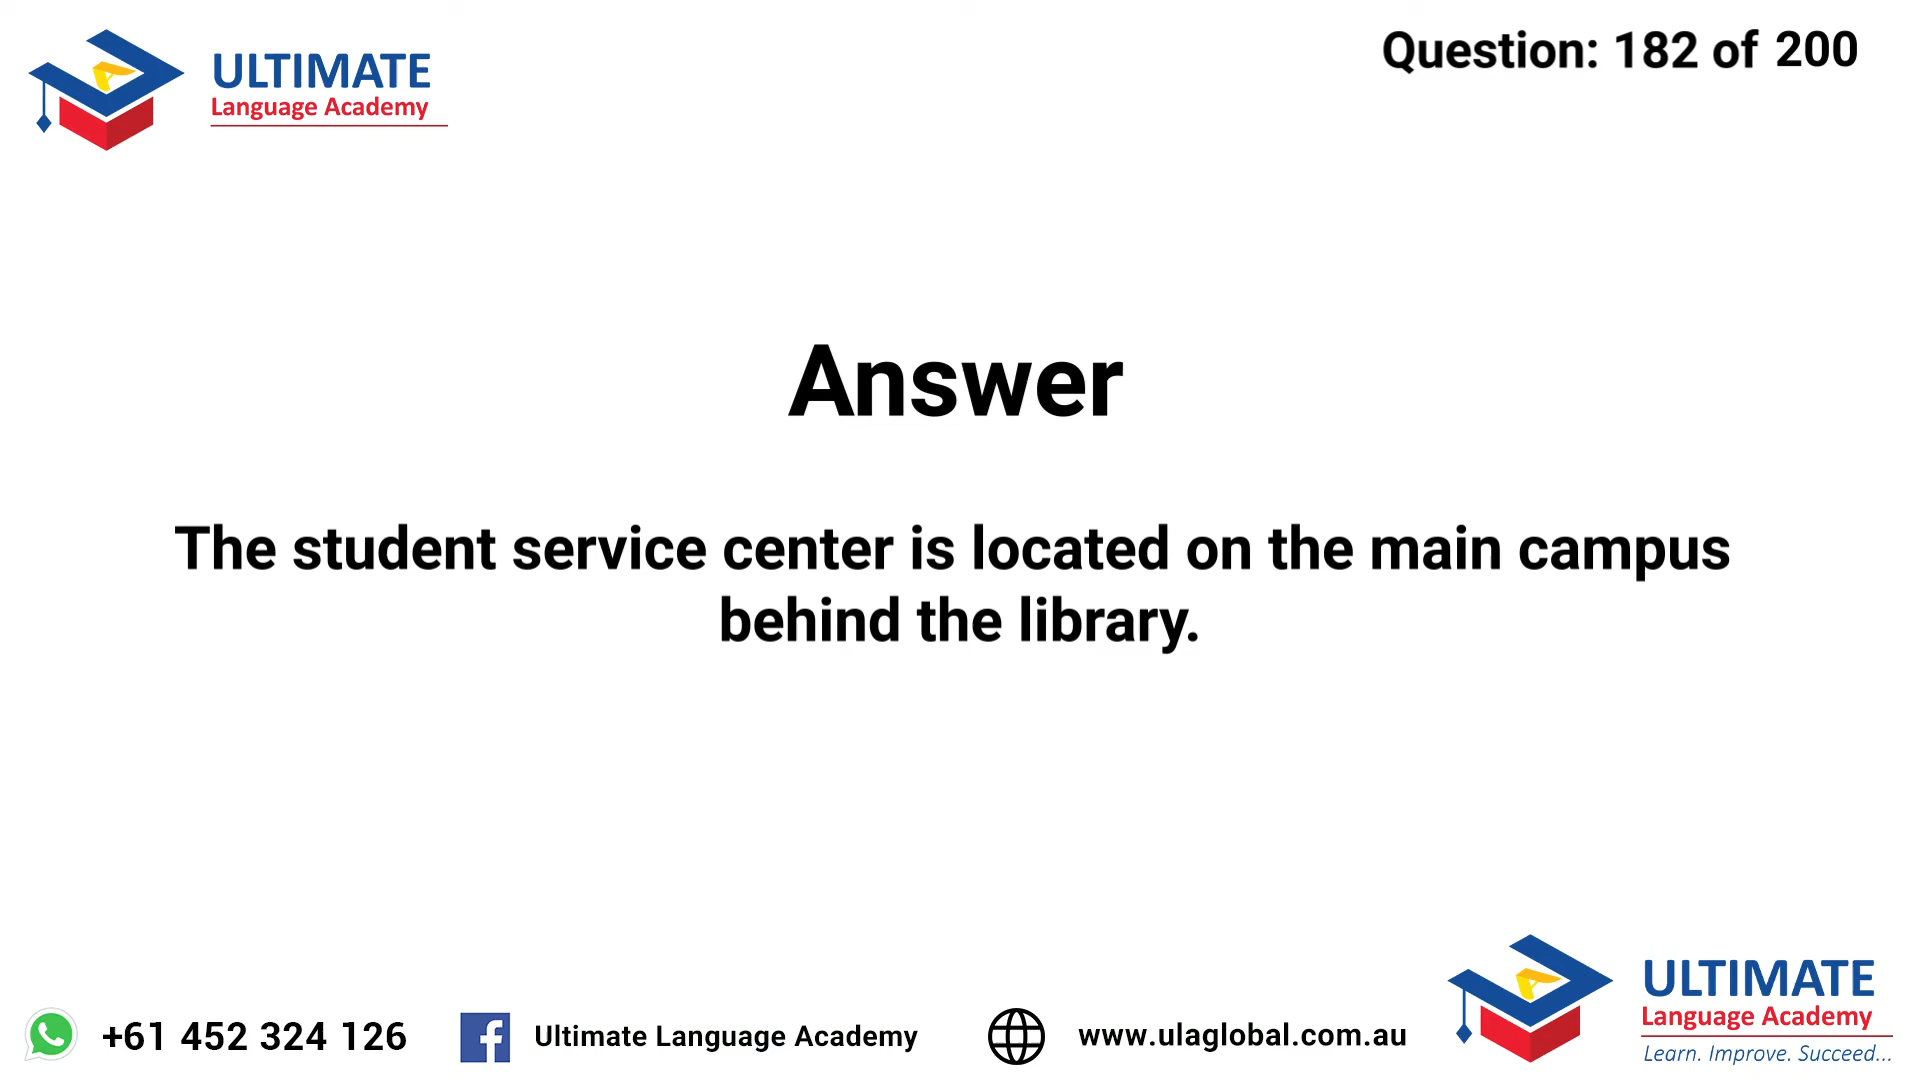 ULTIMATE
Language Academy
Question: 182 of 200
Answer
The student service center is located on the main campus
behind the library.
+61 452 324 126
Ultimate Language Academy
www.ulaglobal.com.au
ULTIMATE
Language Academy
Learn. Improve. Succeed...